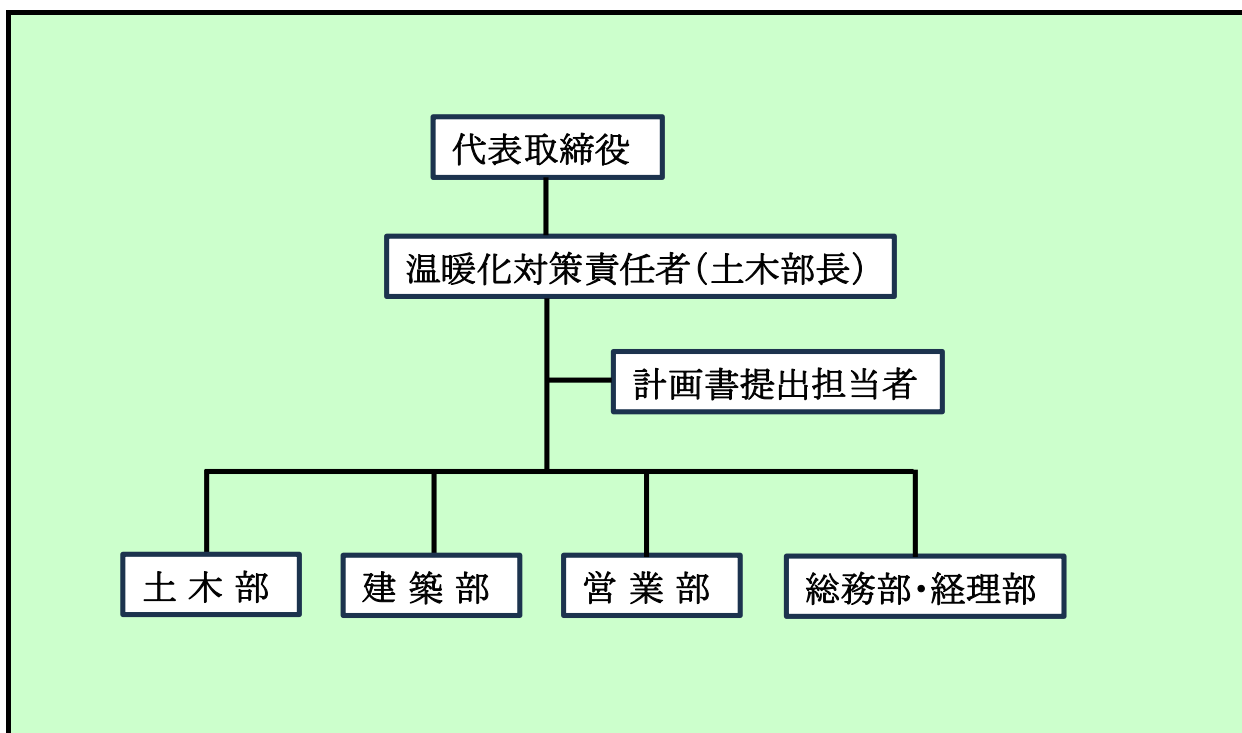 代表取締役
温暖化対策責任者(土木部長)
計画書提出担当者
土 木 部
建 築 部
営 業 部
総務部・経理部